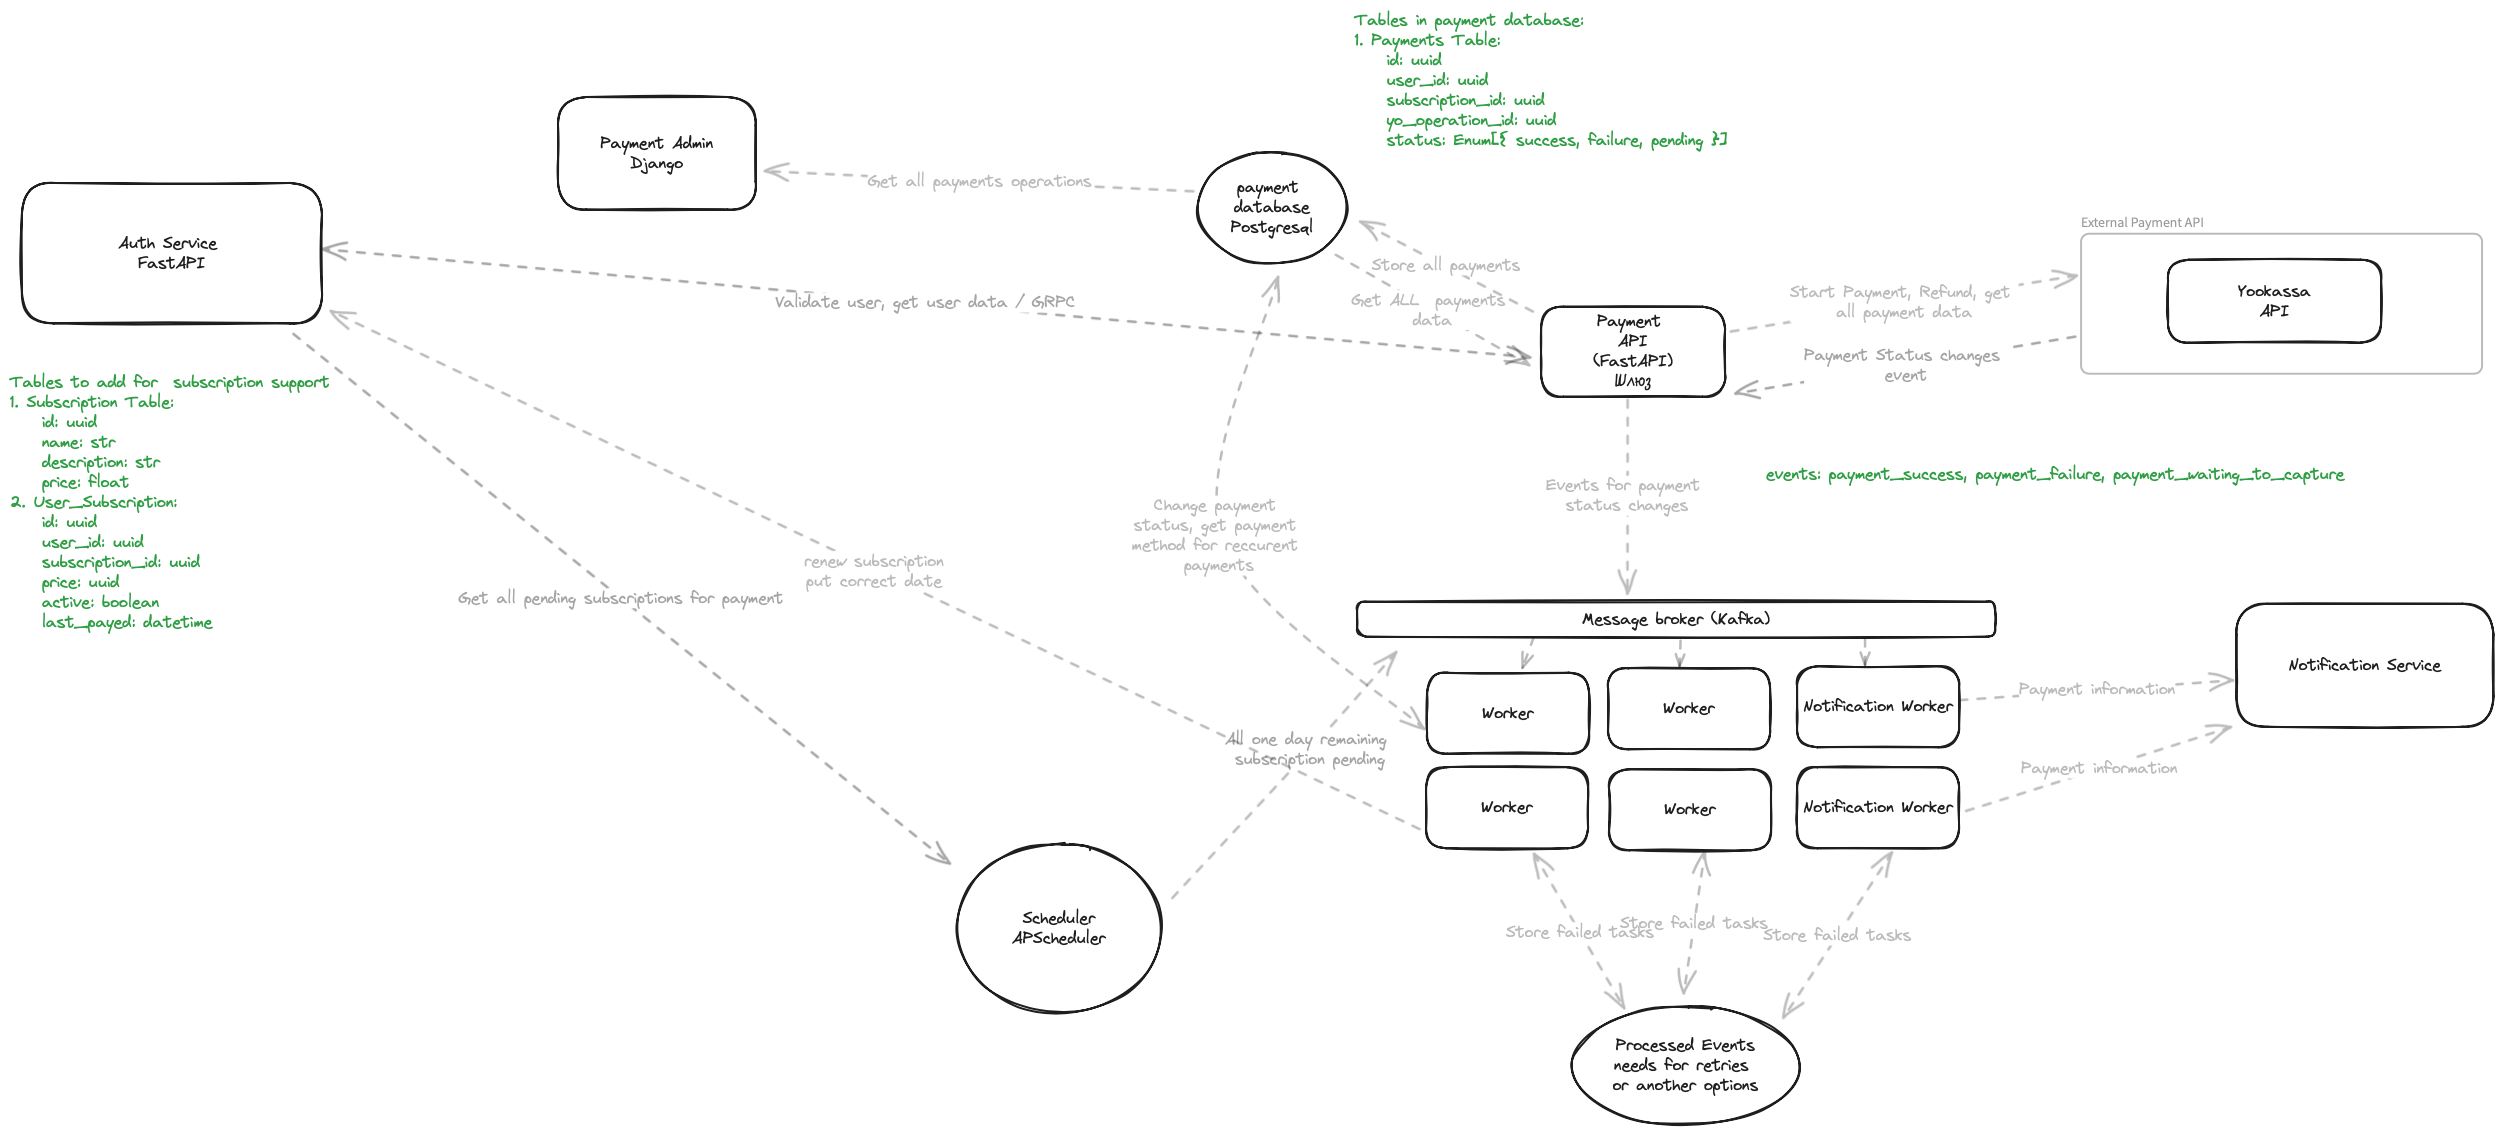 Tables in payment database:
1. Payments Table:
id: uuid
user_id: uuid
subscription_id: uuid
yo_operation_id: uuid
status: Enum[{ success, failure, pending }]
Payment Admin
Django
Get all payments operations
payment
database
Postgresql
Auth Service
FastAPI
External Payment API
Yookassa
API
Store all payments
Get ALL payments
data
Validate user, get user data / GRPC
Start Payment, Refund, get
all payment data
Payment
API
(FastAPI)
Шлюз
Payment Status changes
event
Tables to add for subscription support
1. Subscription Table:
id: uuid
name: str
description: str
price: float
2. User_Subscription:
id: uuid
user_id: uuid
subscription_id: uuid
price: uuid
active: boolean
last_payed: datetime
events: payment_success, payment_failure, payment_waiting_to_capture
Events for payment
status changes
Change payment
status, get payment
method for reccurent
payments
renew subscription
put correct date
Get all pending subscriptions for payment
Message broker (Kafka)
Worker
Worker
Notification Worker
Payment information
Notification Service
All one day remaining
subscription pending
Worker
Worker
Notification Worker
Payment information
Scheduler
APScheduler
Store failed tasks
Store failed tasks
Store failed tasks
Processed Events
needs for retries
or another options